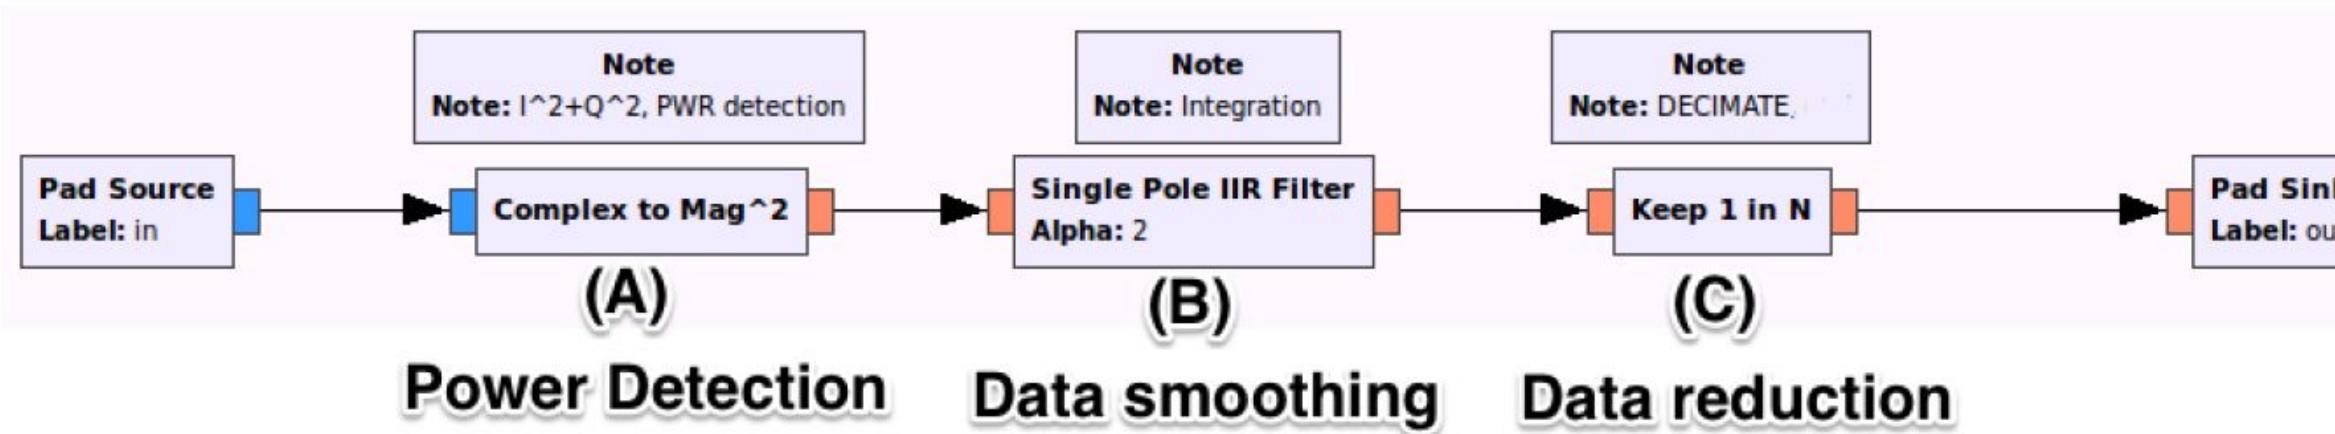 Note
Note: I^2+Q^2, PWR detection
Note
Note: Integration
Note
Note: DECIMATE,
Pad Source
Label: in
Complex to Mag^2
Single Pole IIR Filter
Alpha: 2
Keep 1 in N
Pad Sin
Label: ou
(A)
(B)
(C)
Power Detection
Data smoothing
Data reduction